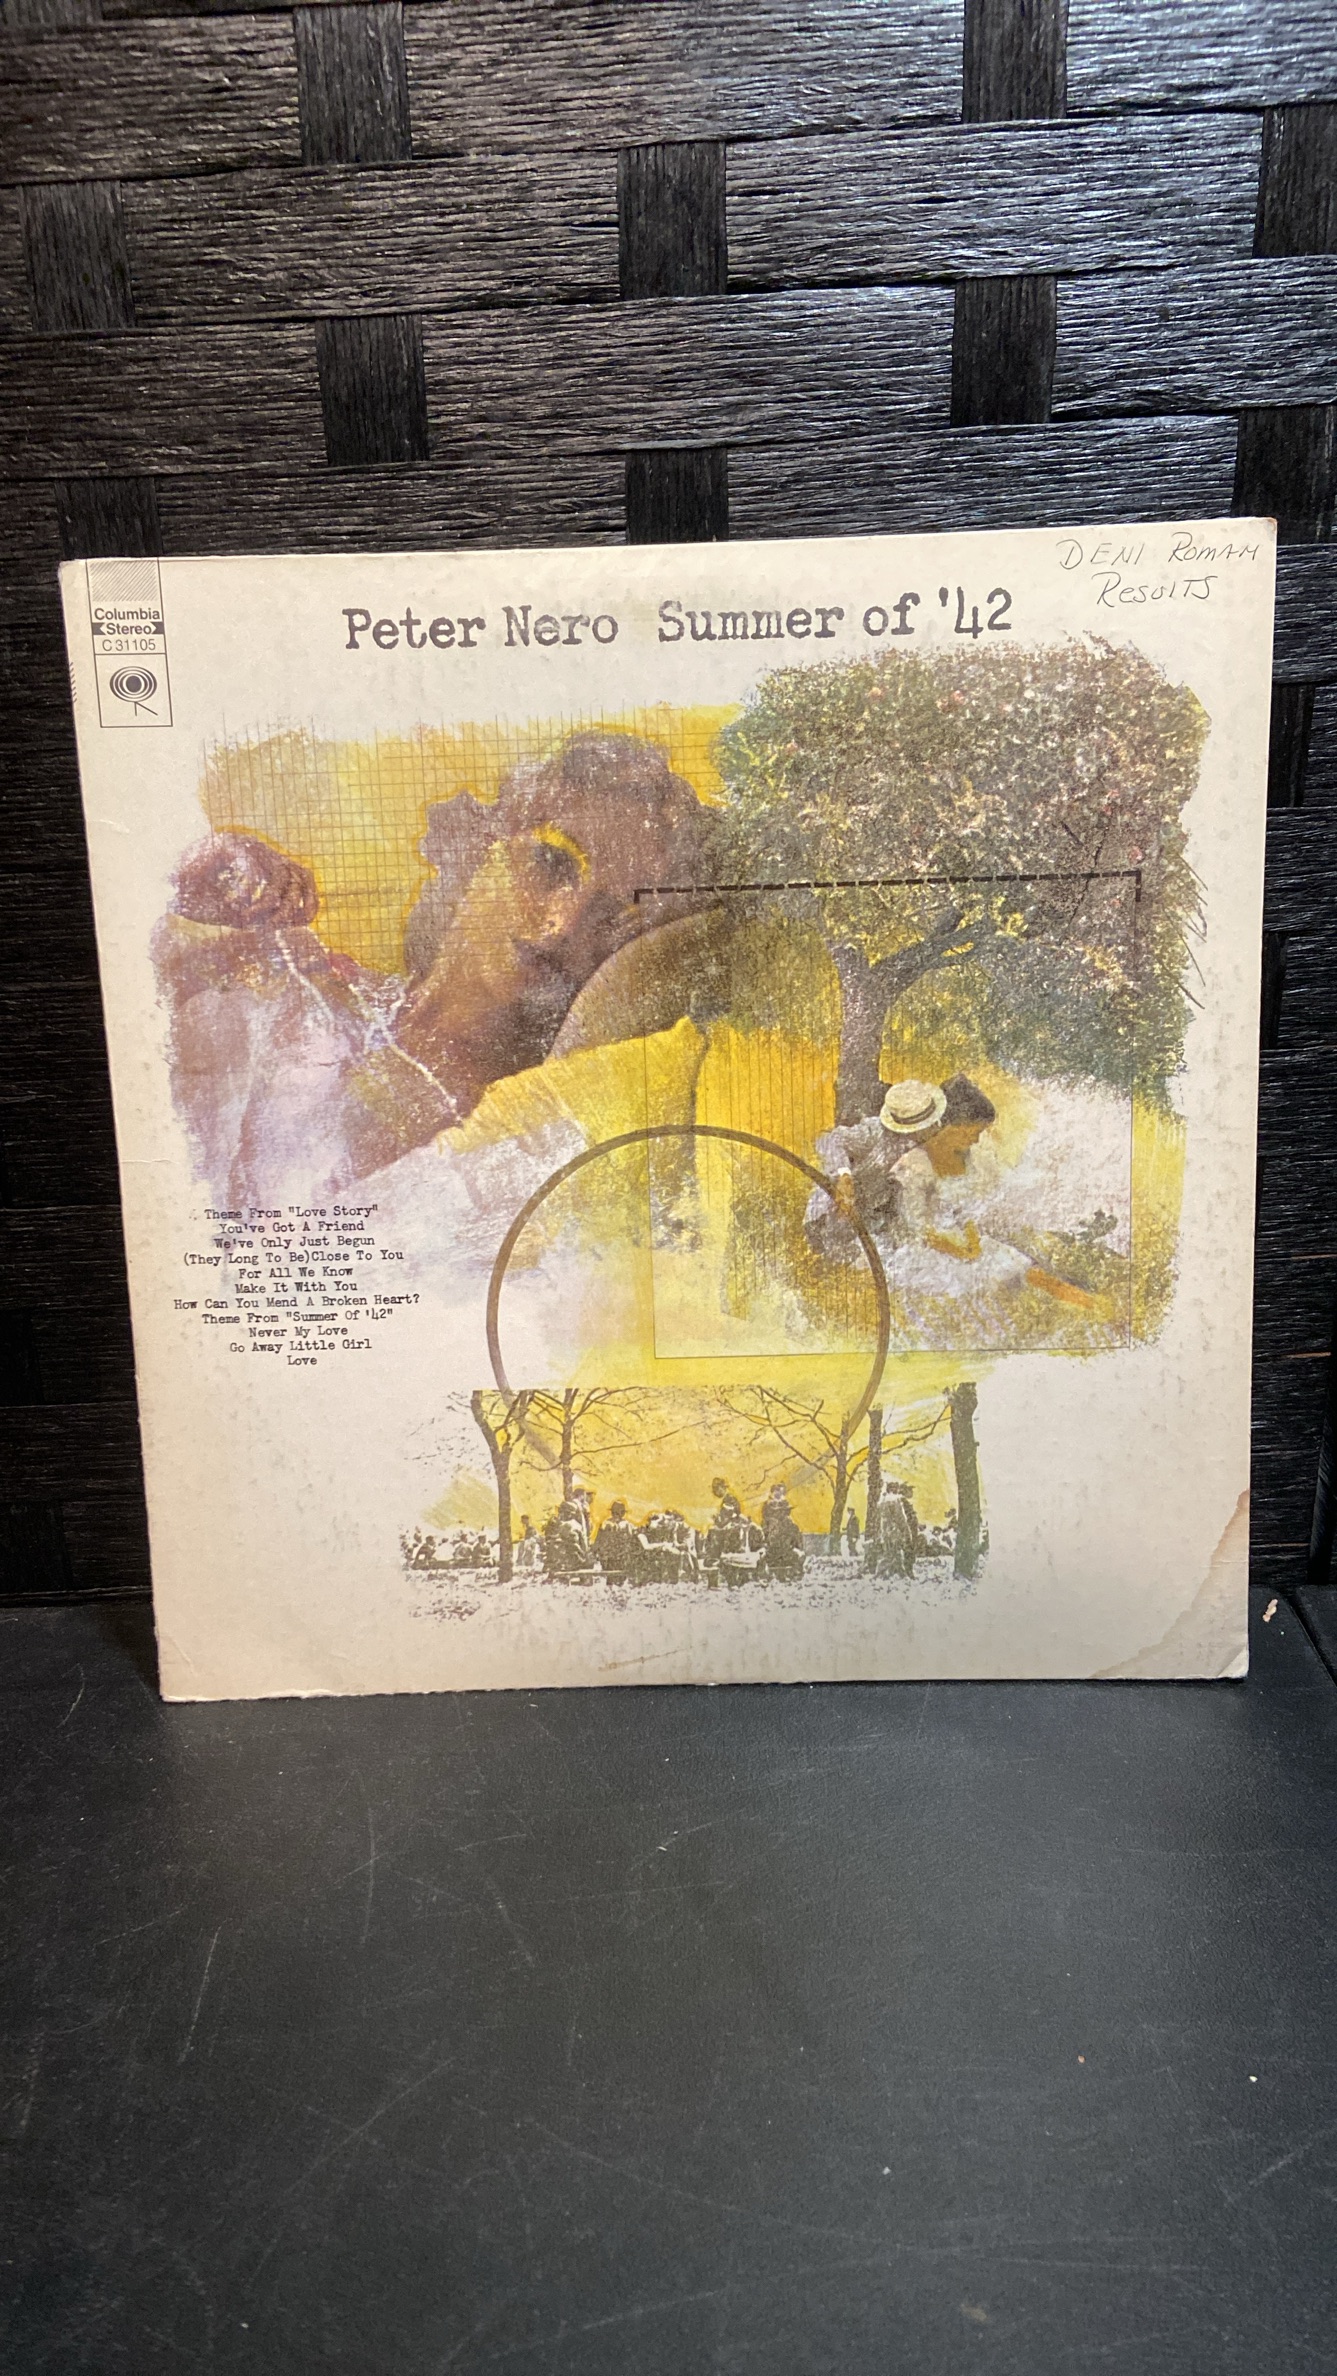 DENI ROMAN
RESULTS
Peter Nero Summer of '42
Columbia
Stereo
C 31105
Theme From "Love Story"
You've Got A Friend
We've Only Just Begun
(They Long To Be)Close To You
For All We Know
Make It With You
How Can You Mend A Broken Heart?
Theme From "Summer Of '42"
Never My Love
Go Away Little Girl
Love